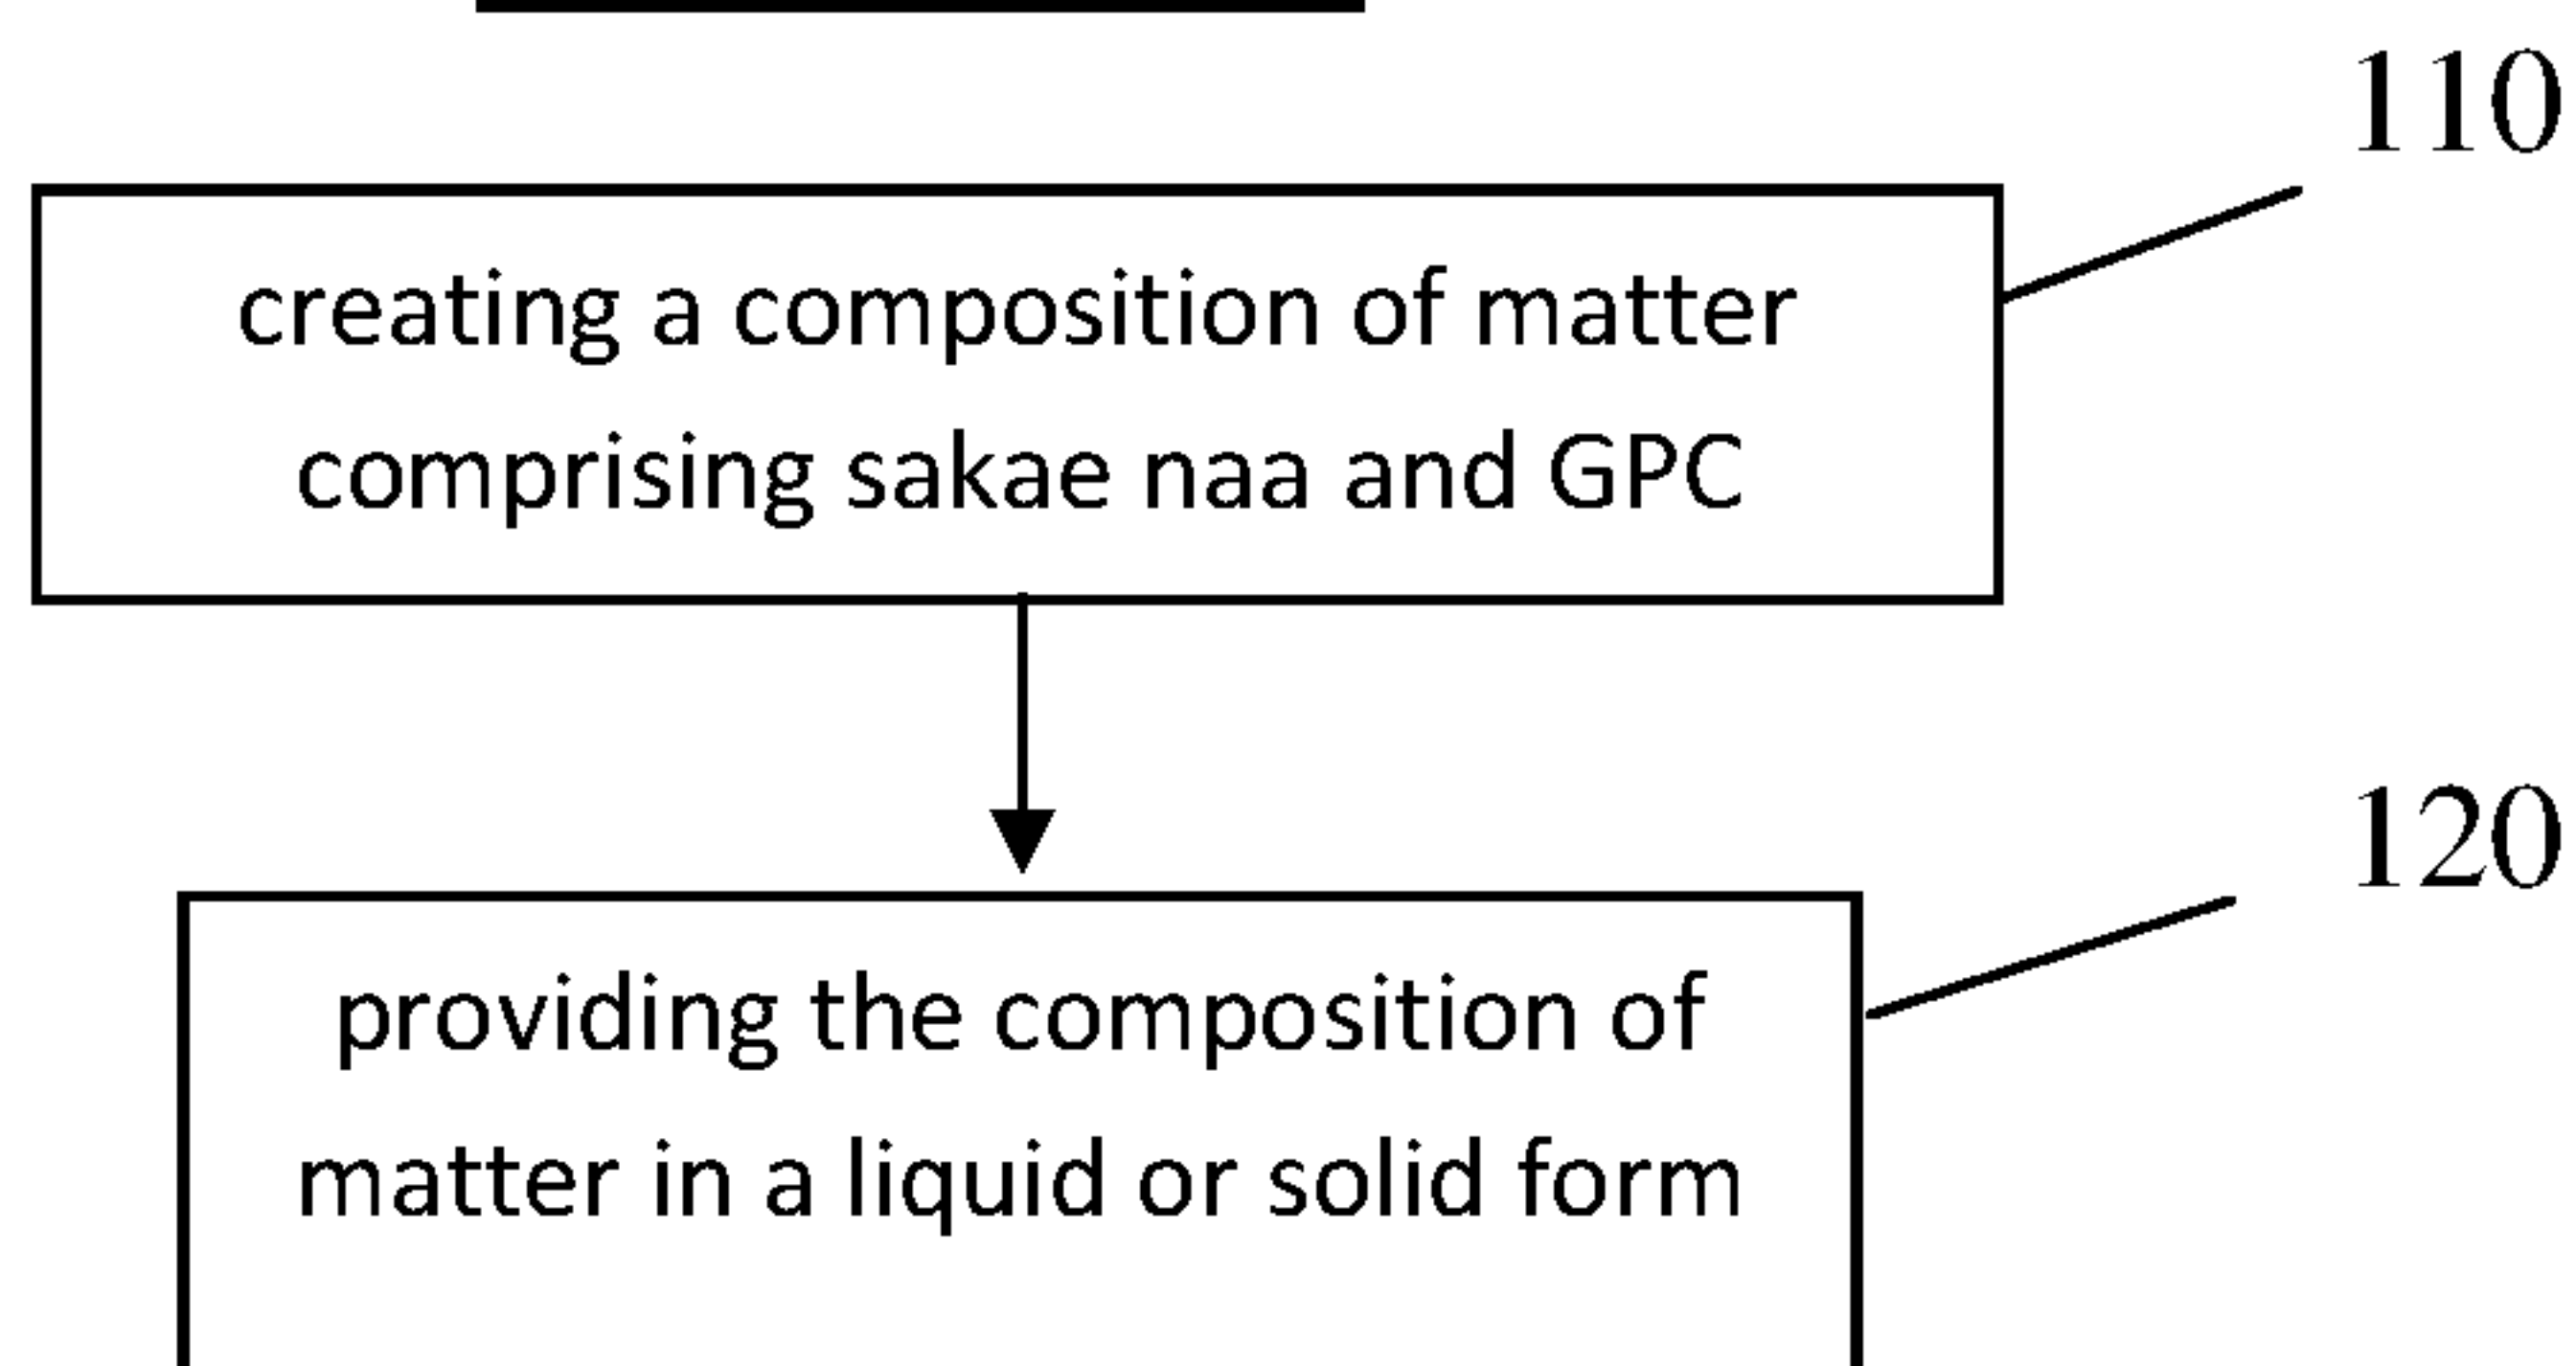 110
creating a composition of matter
comprising sakae naa and GPC
120
providing the composition of
matter in a liquid or solid form